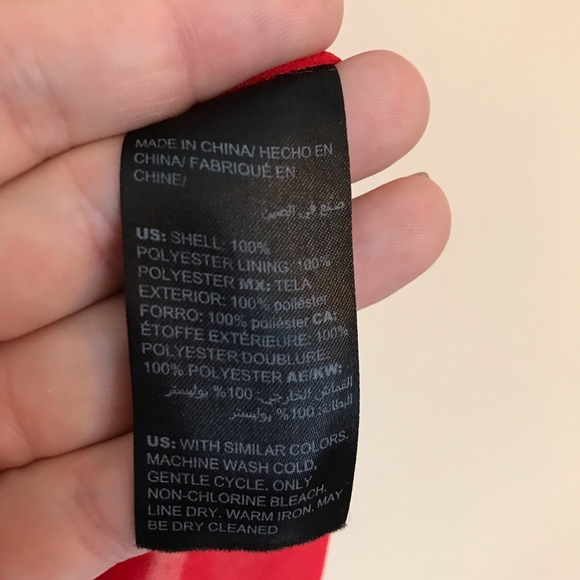 MADE IN CHINA/ HECHO EN
CHINA/ FABRIQUÉ EN
CHINE/
صنع في الصين
US: SHELL: 100%
POLYESTER LINING: 100%
POLYESTER MX: TELA
EXTERIOR: 100% poliéster
FORRO: 100% poliéster CA:
ÉTOFFE EXTÉRIEURE: 100%
POLYESTER DOUBLURE:
100% POLYESTER AE/KW:
القماش الخارجي: 100% بوليستر
البطانة: 100% بوليستر
US: WITH SIMILAR COLORS,
MACHINE WASH COLD,
GENTLE CYCLE. ONLY
NON-CHLORINE BLEACH.
LINE DRY. WARM IRON. MAY
BE DRY CLEANED